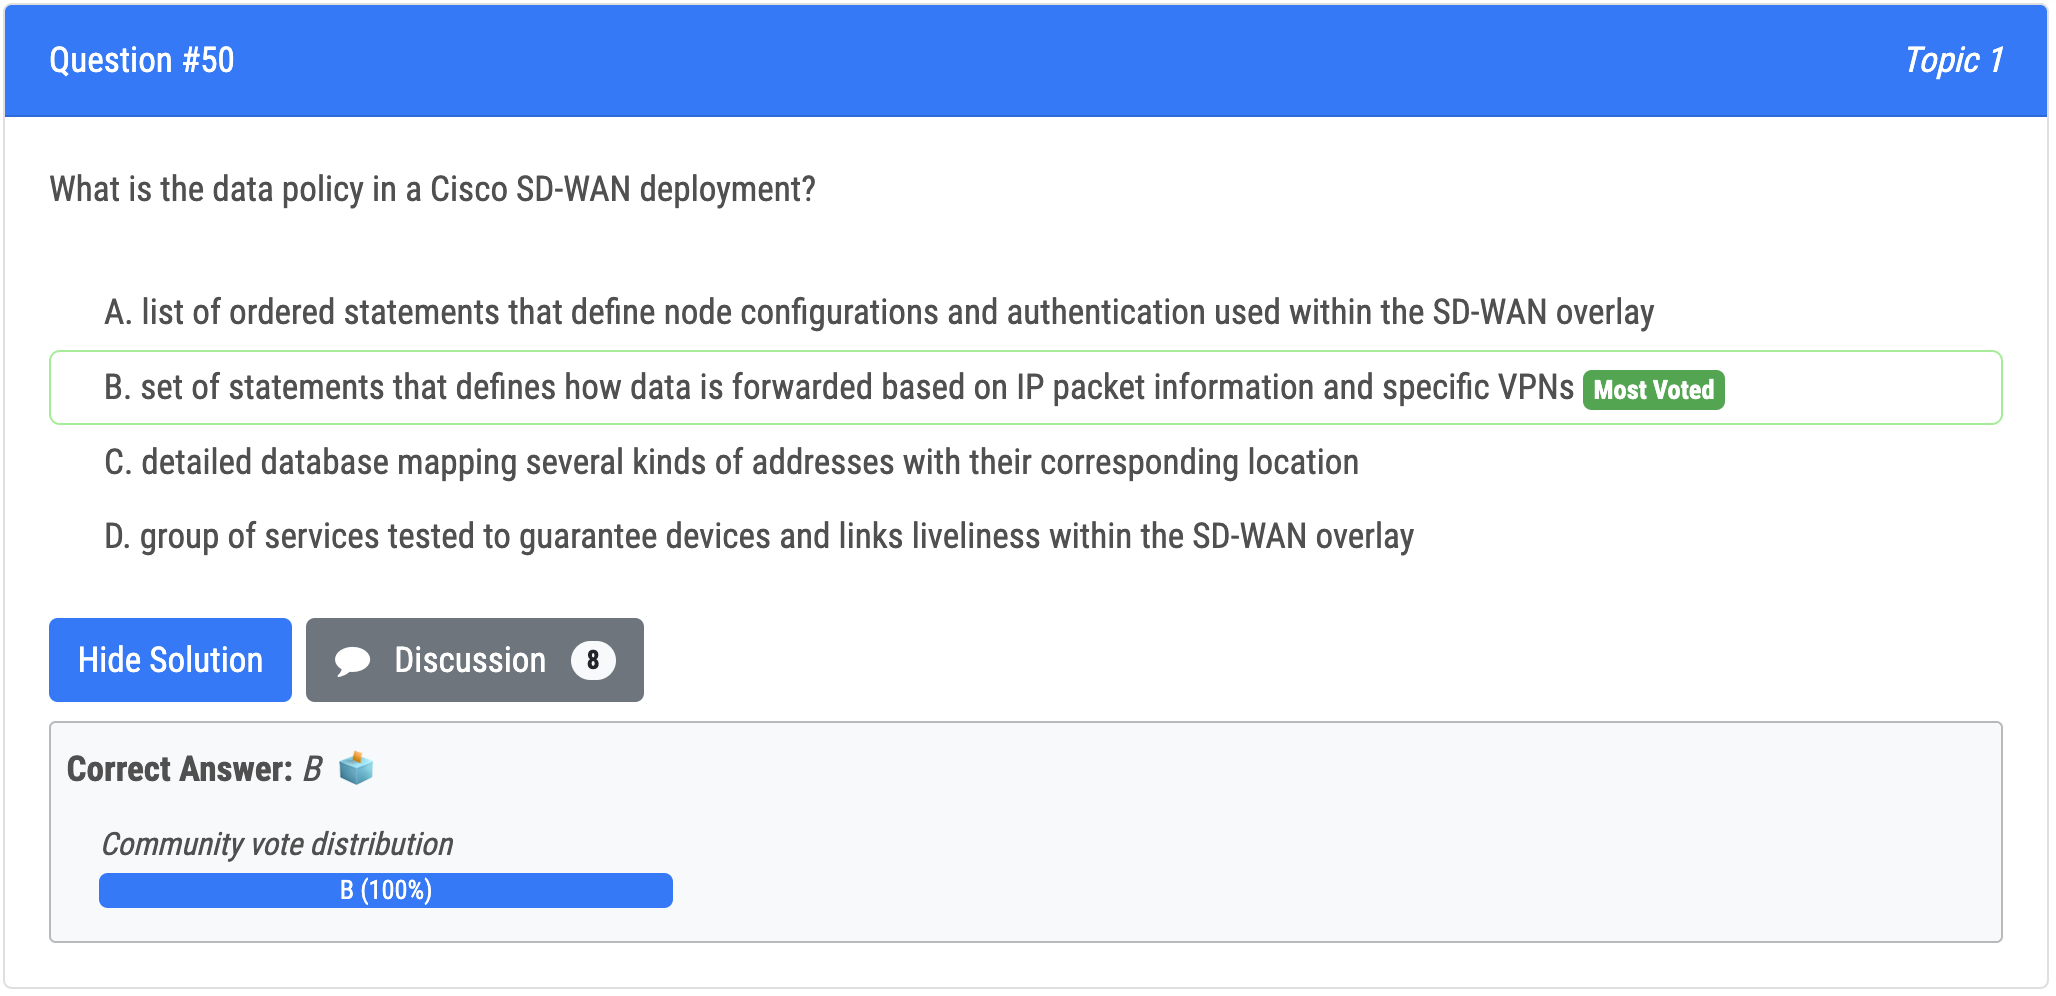 Question #50
Topic 1
What is the data policy in a Cisco SD-WAN deployment?
A. list of ordered statements that define node configurations and authentication used within the SD-WAN overlay
B. set of statements that defines how data is forwarded based on IP packet information and specific VPNs Most Voted
C. detailed database mapping several kinds of addresses with their corresponding location
D. group of services tested to guarantee devices and links liveliness within the SD-WAN overlay
Hide Solution
Discussion 8
Correct Answer: B
Community vote distribution
B (100%)